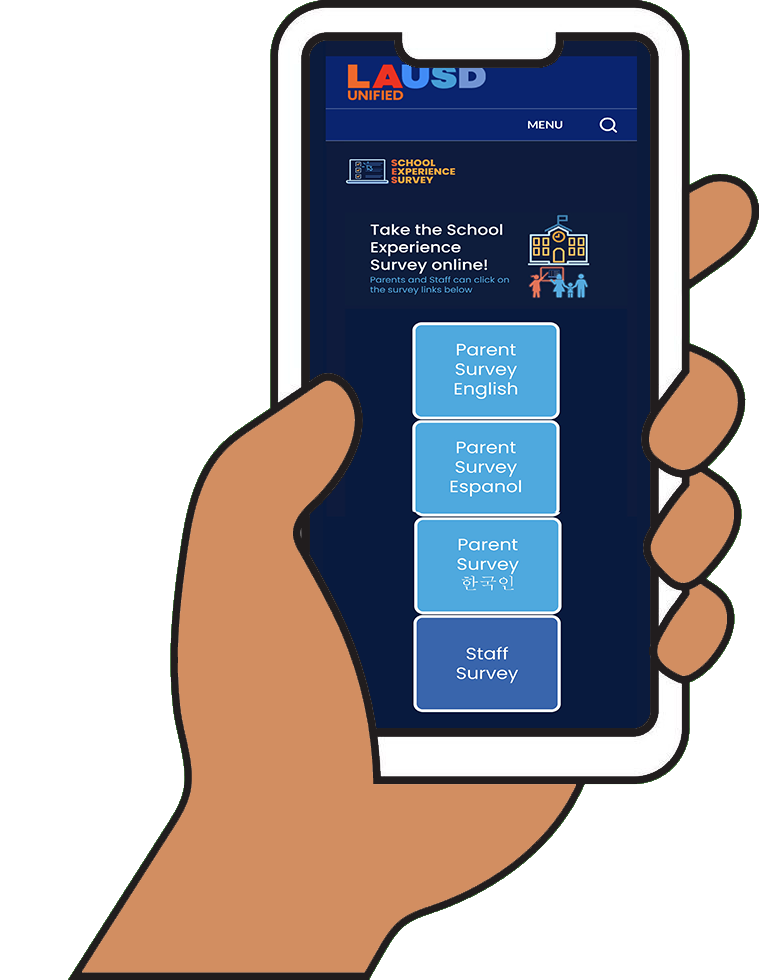 LAUSD
UNIFIED
MENU
SCHOOL
EXPERIENCE
SURVEY
Take the School
Experience
Survey online!
Parents and Staff can click on
the survey links below
Parent
Survey
English
Parent
Survey
Espanol
Parent
Survey
한국인
Staff
Survey